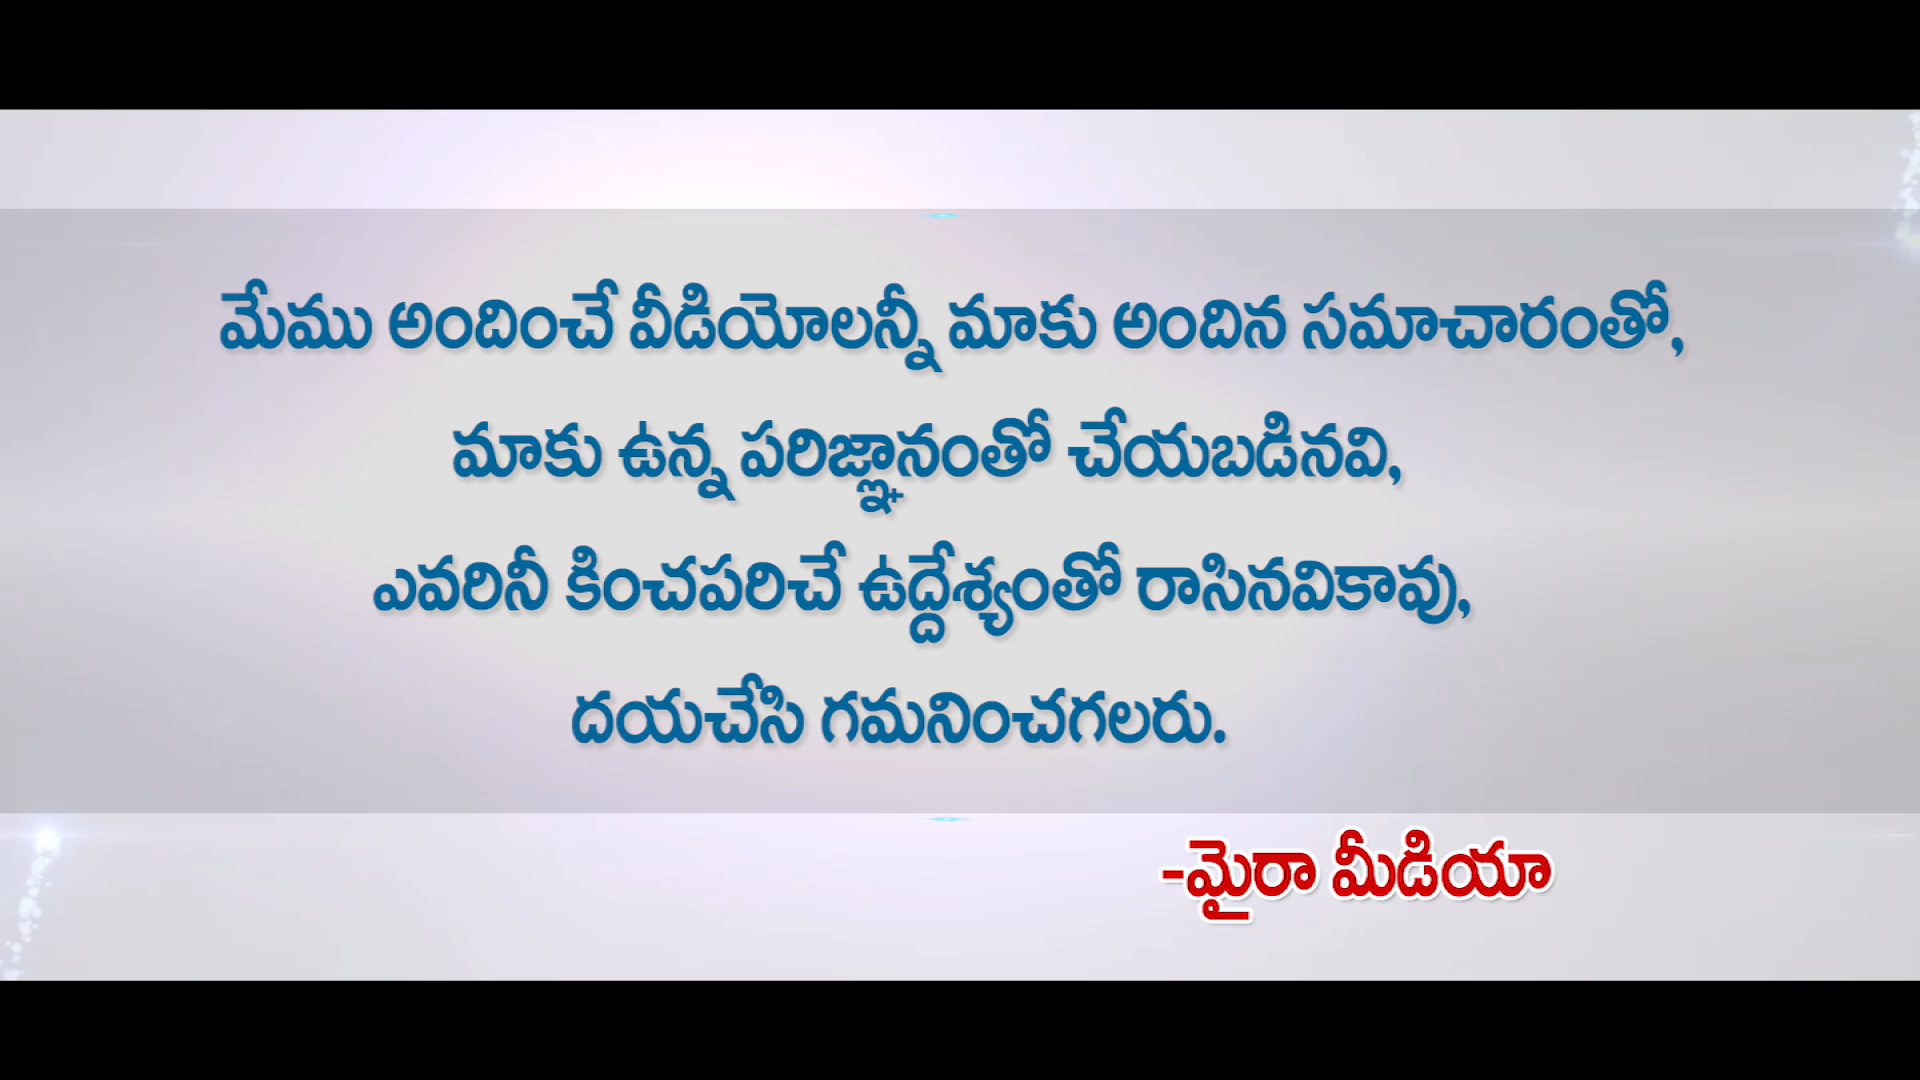 మేము అందించే వీడియోలన్నీ మాకు అందిన సమాచారంతో,
మాకు ఉన్న పరిజ్ఞానంతో చేయబడినవి,
ఎవరినీ కించపరిచే ఉద్దేశ్యంతో రాసినవికావు,
దయచేసి గమనించగలరు.
-మైరా మీడియా